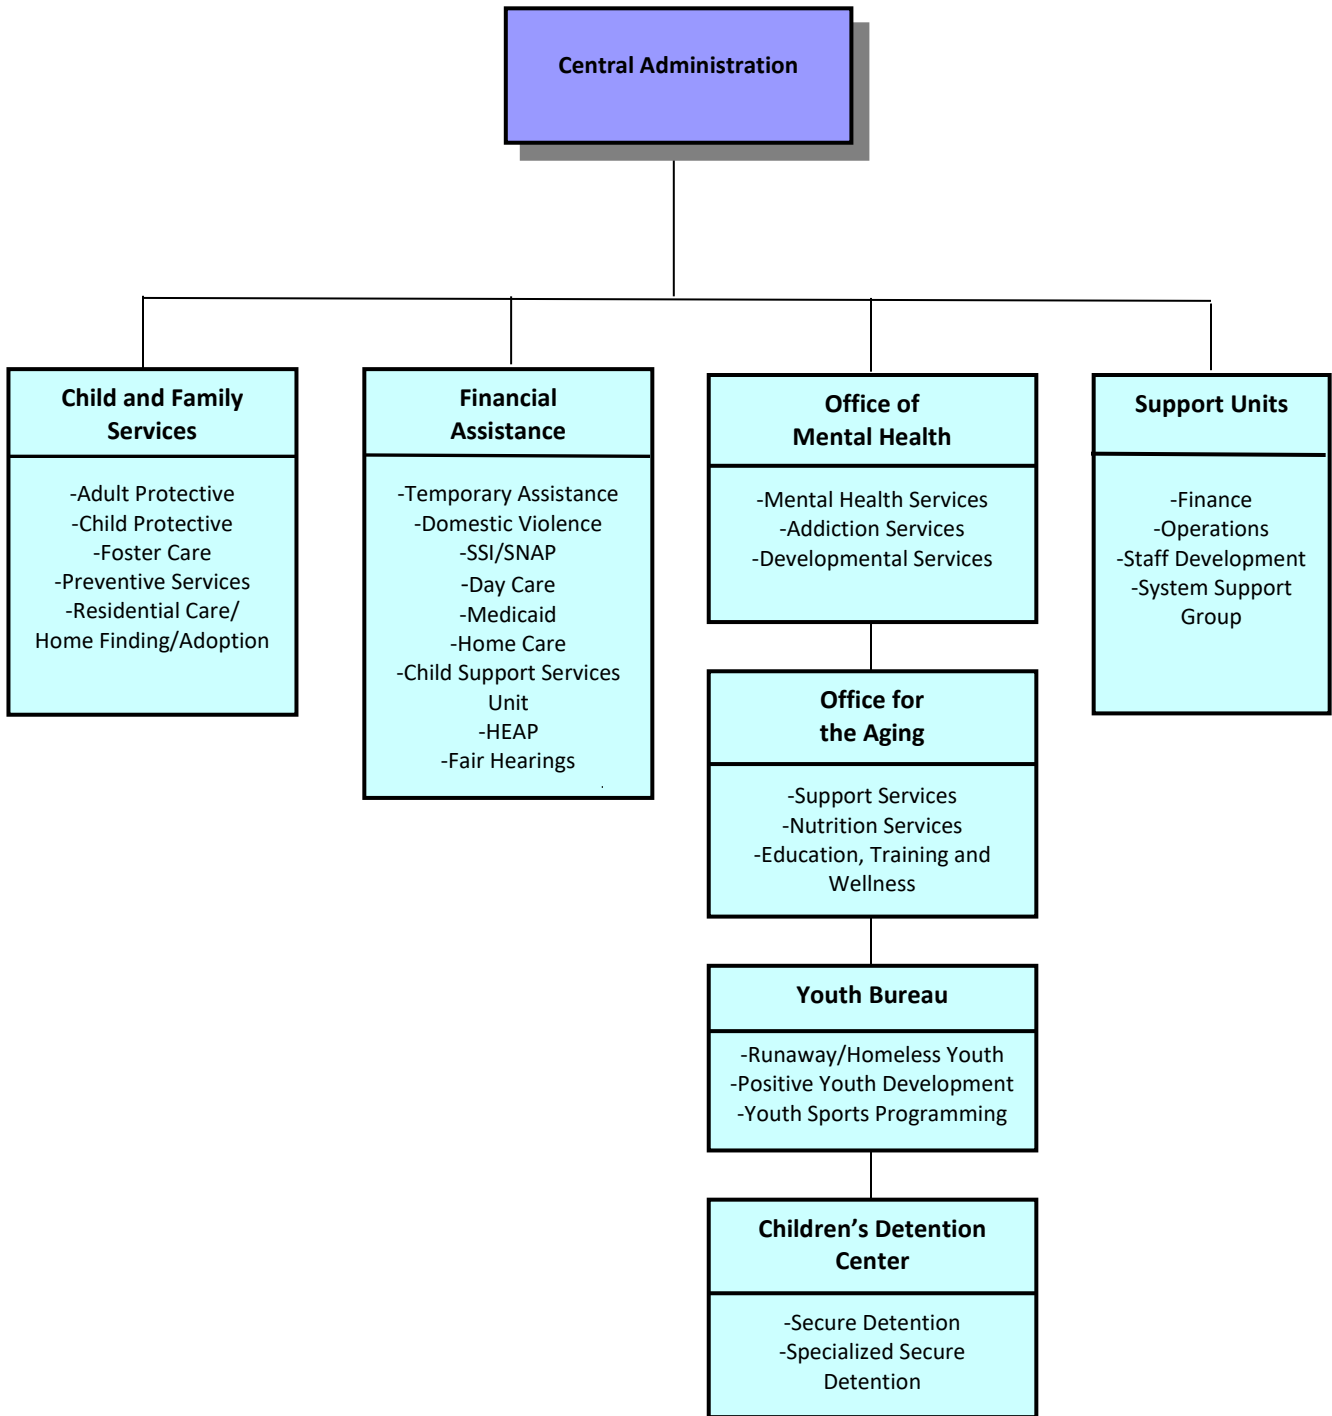 Central Administration
Child and Family
Services
-Adult Protective
-Child Protective
-Foster Care
-Preventive Services
-Residential Care/
Home Finding/Adoption
Financial
Assistance
-Temporary Assistance
-Domestic Violence
-SSI/SNAP
-Day Care
-Medicaid
-Home Care
-Child Support Services
Unit
-HEAP
-Fair Hearings
.
Office of
Mental Health
-Mental Health Services
-Addiction Services
-Developmental Services
Office for
the Aging
-Support Services
-Nutrition Services
-Education, Training and
Wellness
Youth Bureau
-Runaway/Homeless Youth
-Positive Youth Development
-Youth Sports Programming
Children’s Detention
Center
-Secure Detention
-Specialized Secure
Detention
Support Units
-Finance
-Operations
-Staff Development
-System Support
Group